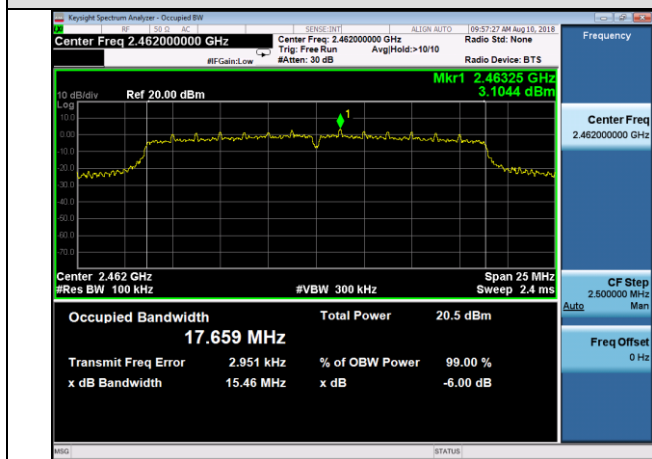 Keysight Spectrum Analyzer - Occupied BW
RF 50 Ω AC SENSE:INT ALIGN AUTO 09:57:27 AM Aug 10, 2018
Center Freq 2.462000000 GHz Center Freq: 2.462000000 GHz Radio Std: None
Trig: Free Run Avg|Hold:>10/10
#IFGain:Low #Atten: 30 dB Radio Device: BTS
Frequency
Mkr1 2.46325 GHz
3.1044 dBm
10 dB/div Ref 20.00 dBm
Log
10.0
0.00
-10.0
-20.0
-30.0
-40.0
-50.0
-60.0
-70.0
1
Center 2.462 GHz Span 25 MHz
#Res BW 100 kHz #VBW 300 kHz Sweep 2.4 ms
Occupied Bandwidth Total Power 20.5 dBm
17.659 MHz
Transmit Freq Error 2.951 kHz % of OBW Power 99.00 %
x dB Bandwidth 15.46 MHz x dB -6.00 dB
Center Freq
2.462000000 GHz
CF Step
2.500000 MHz
Auto Man
Freq Offset
0 Hz
MSG STATUS